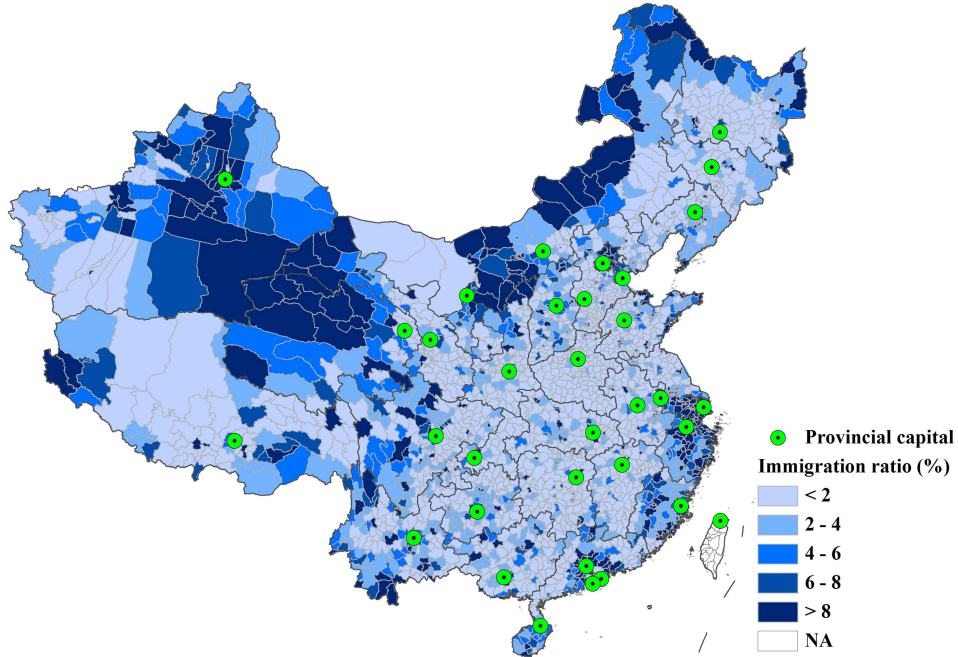 Provincial capital
Immigration ratio (%)
< 2
2 - 4
4 - 6
6 - 8
> 8
NA